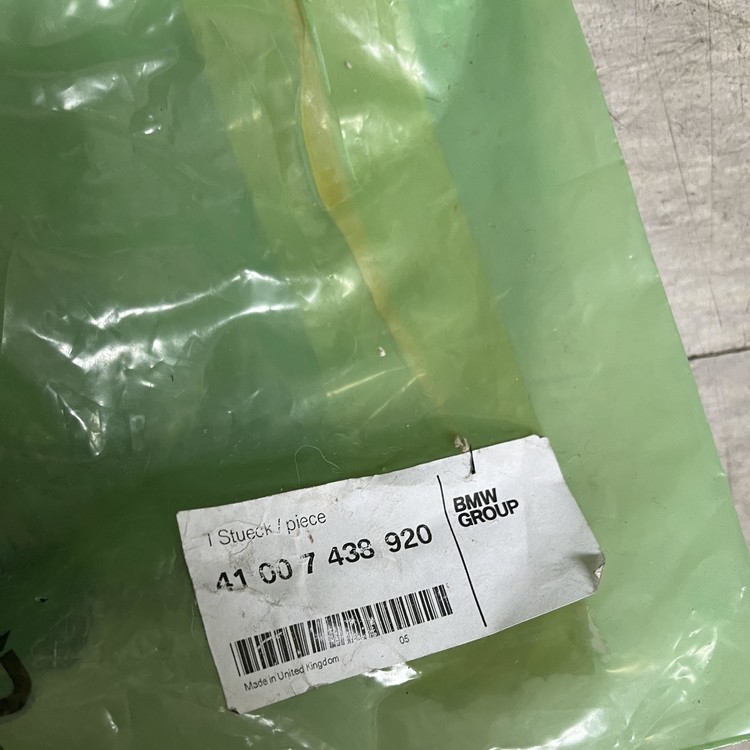 1 Stueck / piece
41 00 7 438 920
05
Made in United Kingdom
BMW
GROUP